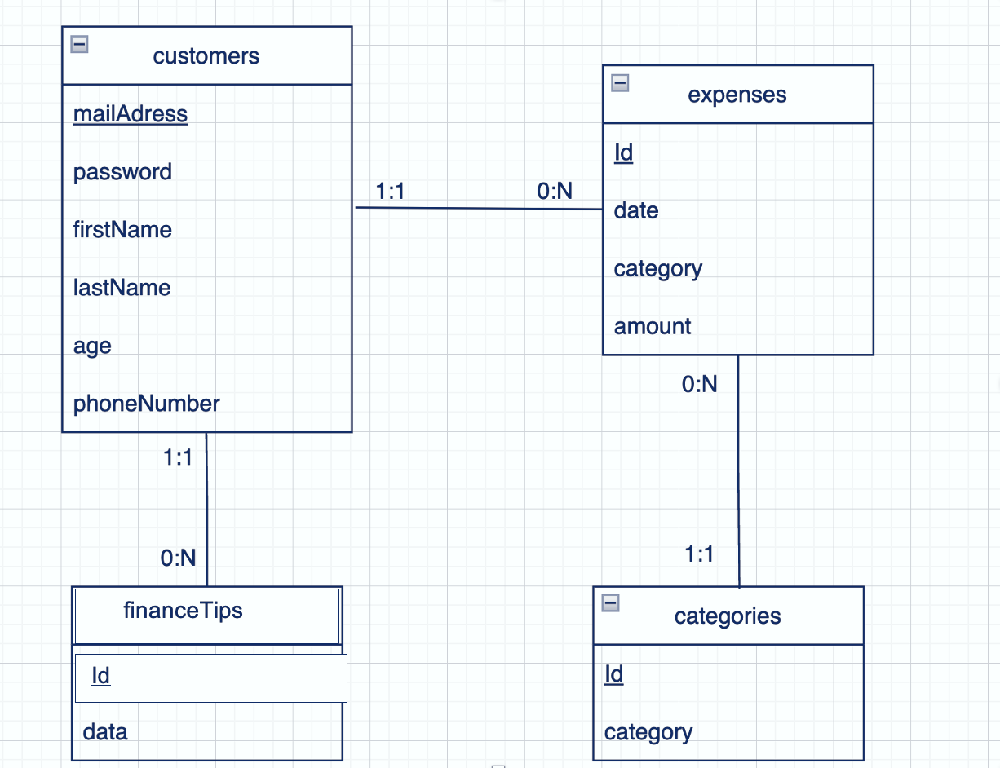 customers
mailAdress
password
firstName
lastName
age
phoneNumber
1:1
0:N
expenses
Id
date
category
amount
1:1
0:N
financeTips
Id
data
0:N
1:1
categories
Id
category